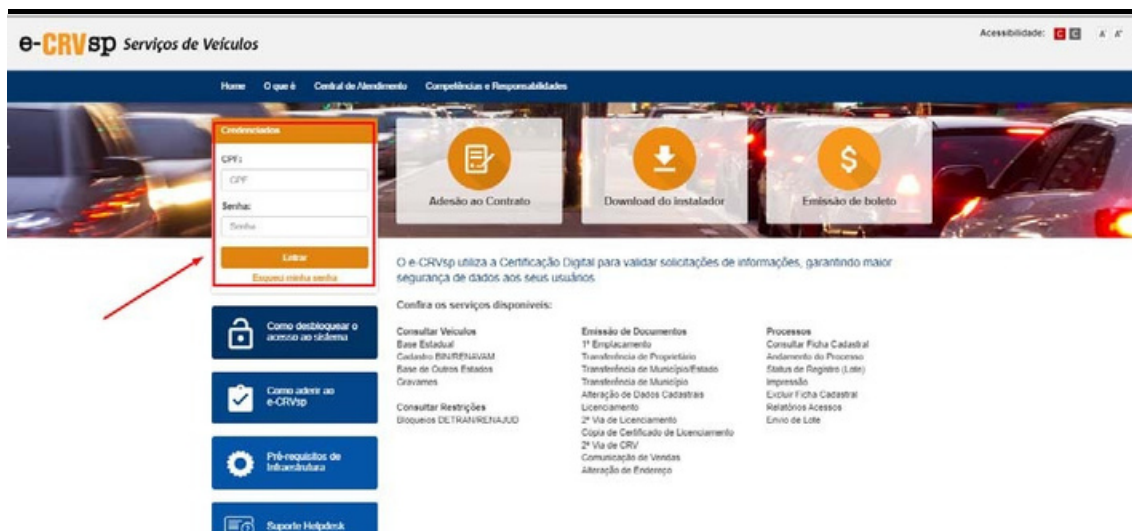 e-CRVsp Serviços de Veículos
Acessibilidade: C C A- A+
Home O que é Central de Atendimento Competências e Responsabilidades
Credenciados
CPF:
CPF
Senha:
Senha
Entrar
Esqueci minha senha
Adesão ao Contrato
Download do instalador
Emissão de boleto
Como desbloquear o
acesso ao sistema
Como aderir ao
e-CRVsp
Pré-requisitos de
Infraestrutura
Suporte Helpdesk
O e-CRVsp utiliza a Certificação Digital para validar solicitações de informações, garantindo maior
segurança de dados aos seus usuários
Confira os serviços disponíveis:
Consultar Veículos
Base Estadual
Cadastro BIN/RENAVAM
Base de Outros Estados
Gravames
Consultar Restrições
Bloqueios DETRAN/RENAJUD
Emissão de Documentos
1º Emplacamento
Transferência de Proprietário
Transferência de Município/Estado
Transferência de Município
Alteração de Dados Cadastrais
Licenciamento
2ª Via de Licenciamento
Cópia de Certificado de Licenciamento
2ª Via de CRV
Comunicação de Vendas
Alteração de Endereço
Processos
Consultar Ficha Cadastral
Andamento do Processo
Status de Registro (Lote)
Impressão
Excluir Ficha Cadastral
Relatórios Acessos
Envio de Lote